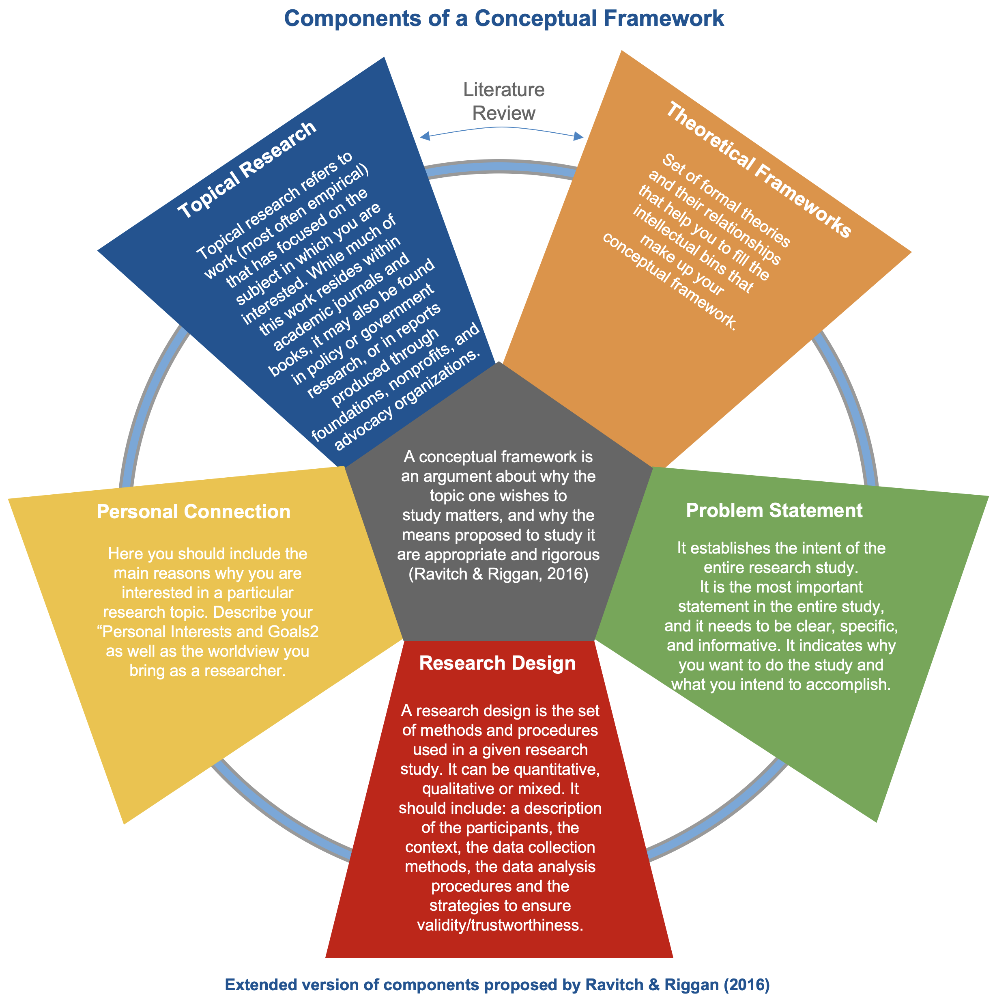 Components of a Conceptual Framework
Literature
Review
Topical Research
Topical research refers to
work (most often empirical)
that has focused on the
subject in which you are
interested. While much of
this work resides within
academic journals and
books, it may also be found
in policy or government
research, or in reports
produced through
foundations, nonprofits, and
advocacy organizations.
Theoretical Frameworks
Set of formal theories
and their relationships
that help you to fill the
intellectual bins that
make up your
conceptual framework.
A conceptual framework is
an argument about why the
topic one wishes to
study matters, and why the
means proposed to study it
are appropriate and rigorous
(Ravitch & Riggan, 2016)
Personal Connection
Here you should include the
main reasons why you are
interested in a particular
research topic. Describe your
“Personal Interests and Goals2
as well as the worldview you
bring as a researcher.
Problem Statement
It establishes the intent of the
entire research study.
It is the most important
statement in the entire study,
and it needs to be clear, specific,
and informative. It indicates why
you want to do the study and
what you intend to accomplish.
Research Design
A research design is the set
of methods and procedures
used in a given research
study. It can be quantitative,
qualitative or mixed. It
should include: a description
of the participants, the
context, the data collection
methods, the data analysis
procedures and the
strategies to ensure
validity/trustworthiness.
Extended version of components proposed by Ravitch & Riggan (2016)